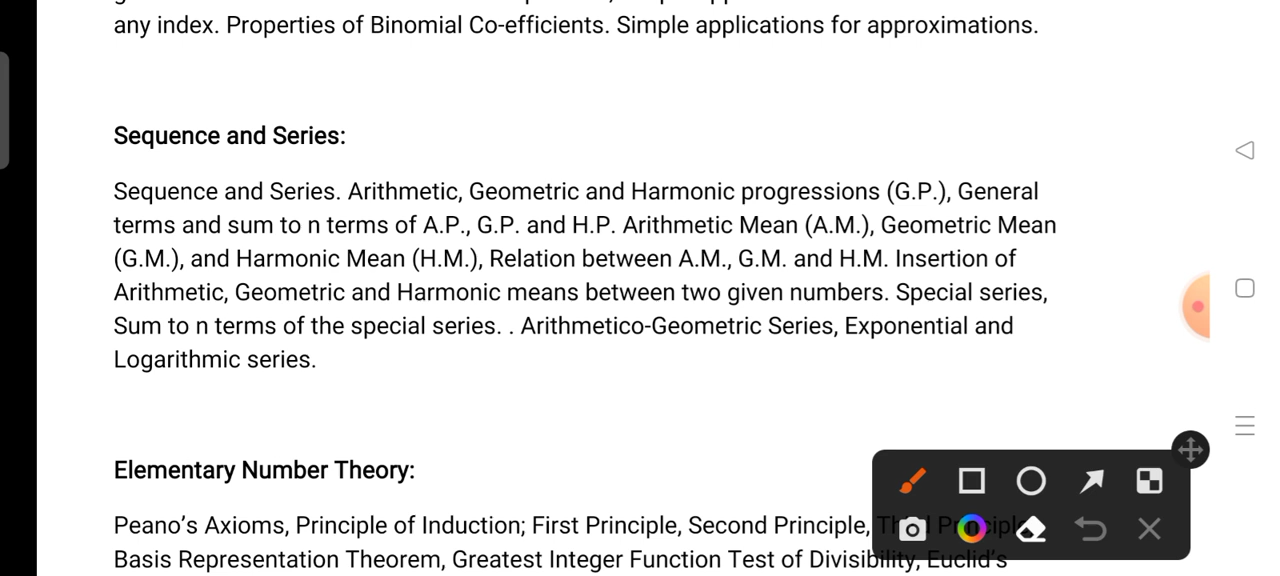 any index. Properties of Binomial Co-efficients. Simple applications for approximations.
Sequence and Series:
Sequence and Series. Arithmetic, Geometric and Harmonic progressions (G.P.), General
terms and sum to n terms of A.P., G.P. and H.P. Arithmetic Mean (A.M.), Geometric Mean
(G.M.), and Harmonic Mean (H.M.), Relation between A.M., G.M. and H.M. Insertion of
Arithmetic, Geometric and Harmonic means between two given numbers. Special series,
Sum to n terms of the special series. . Arithmetico-Geometric Series, Exponential and
Logarithmic series.
Elementary Number Theory:
Peano’s Axioms, Principle of Induction; First Principle, Second Principle, Third Principle
Basis Representation Theorem, Greatest Integer Function Test of Divisibility, Euclid’s